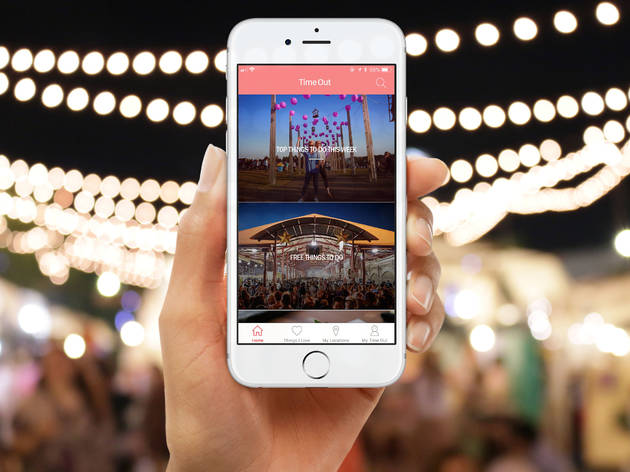 Time Out
TOP THINGS TO DO THIS WEEK
FREE THINGS TO DO
Home
Things I Love
My Locations
My Time Out